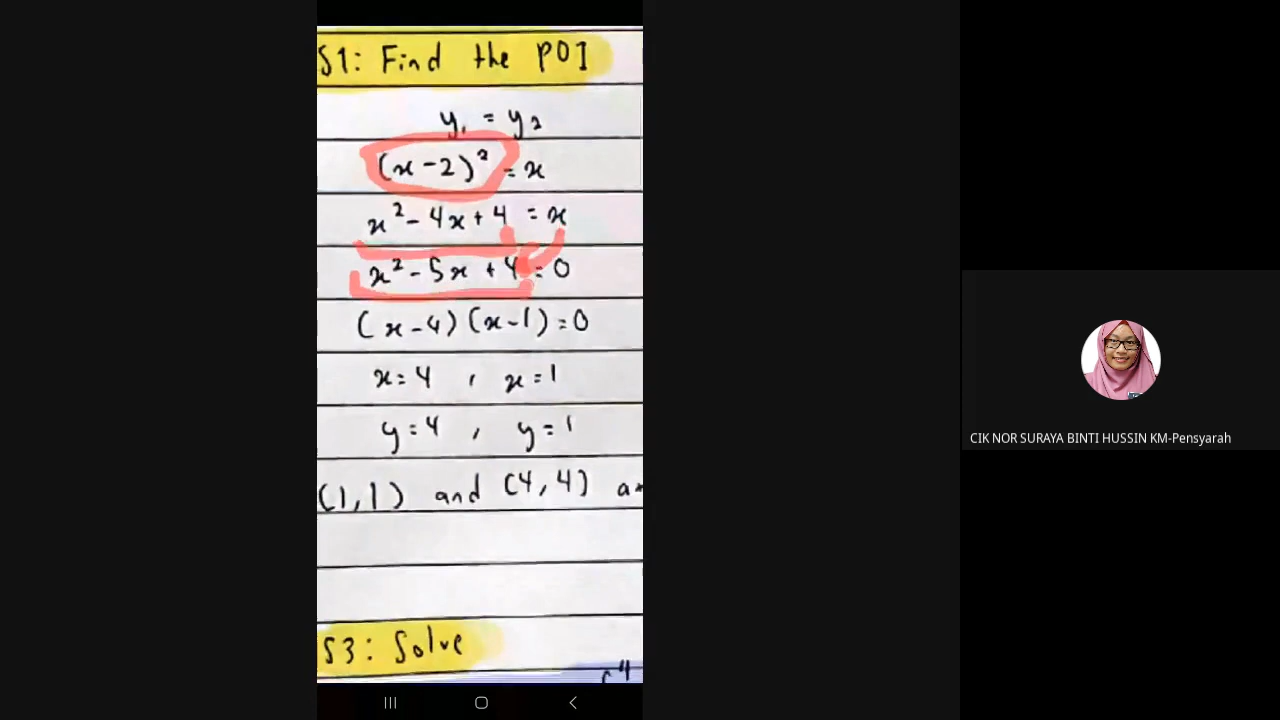 S1: Find the POI
y₁ = y₂
(x-2)² = x
x² - 4x + 4 = x
x² - 5x + 4 = 0
(x-4)(x-1) = 0
x = 4 , x = 1
y = 4 , y = 1
(1,1) and (4,4)
S3: Solve
CIK NOR SURAYA BINTI HUSSIN KM-Pensyarah